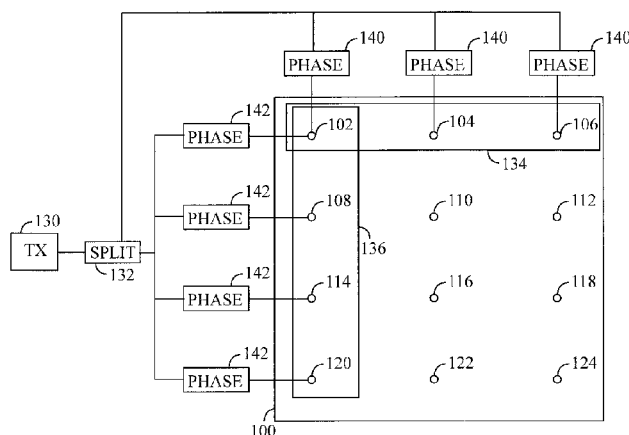 140 140 140
PHASE PHASE PHASE
142 102 104 106
PHASE
134
142 108 110 112
130 PHASE
TX SPLIT 136
132 142 114 116 118
PHASE
142 120 122 124
PHASE
100